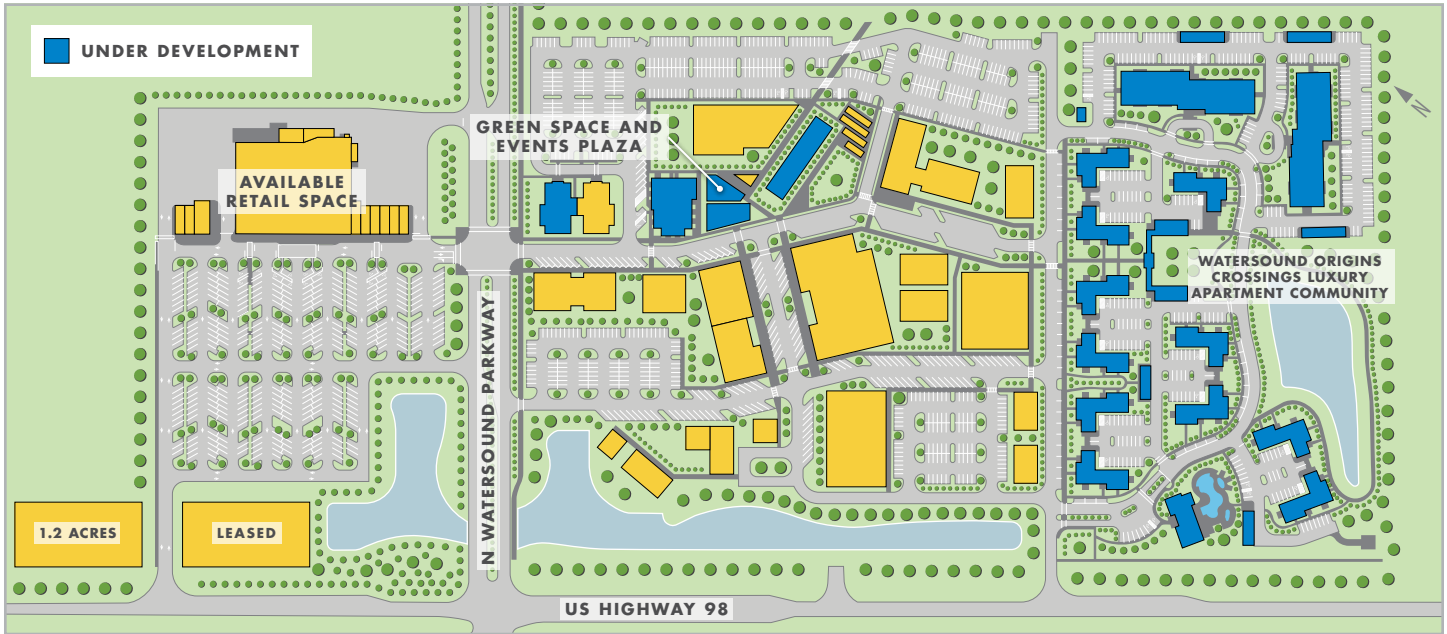 UNDER DEVELOPMENT
GREEN SPACE AND
EVENTS PLAZA
N
AVAILABLE
RETAIL SPACE
WATERSOUND ORIGINS
CROSSINGS LUXURY
APARTMENT COMMUNITY
N WATERSOUND PARKWAY
1.2 ACRES
LEASED
US HIGHWAY 98